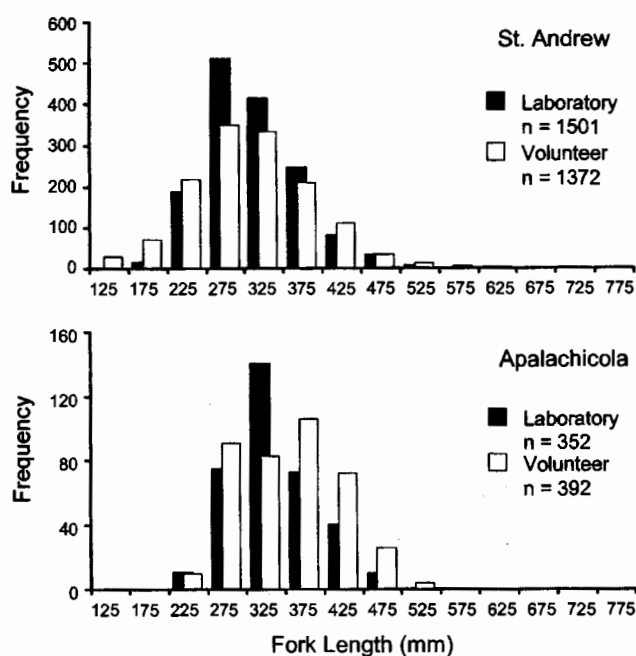 600
500
400
300
200
100
0
Frequency
St. Andrew
Laboratory
n = 1501
Volunteer
n = 1372
125 175 225 275 325 375 425 475 525 575 625 675 725 775
160
120
80
40
0
Frequency
Apalachicola
Laboratory
n = 352
Volunteer
n = 392
125 175 225 275 325 375 425 475 525 575 625 675 725 775
Fork Length (mm)